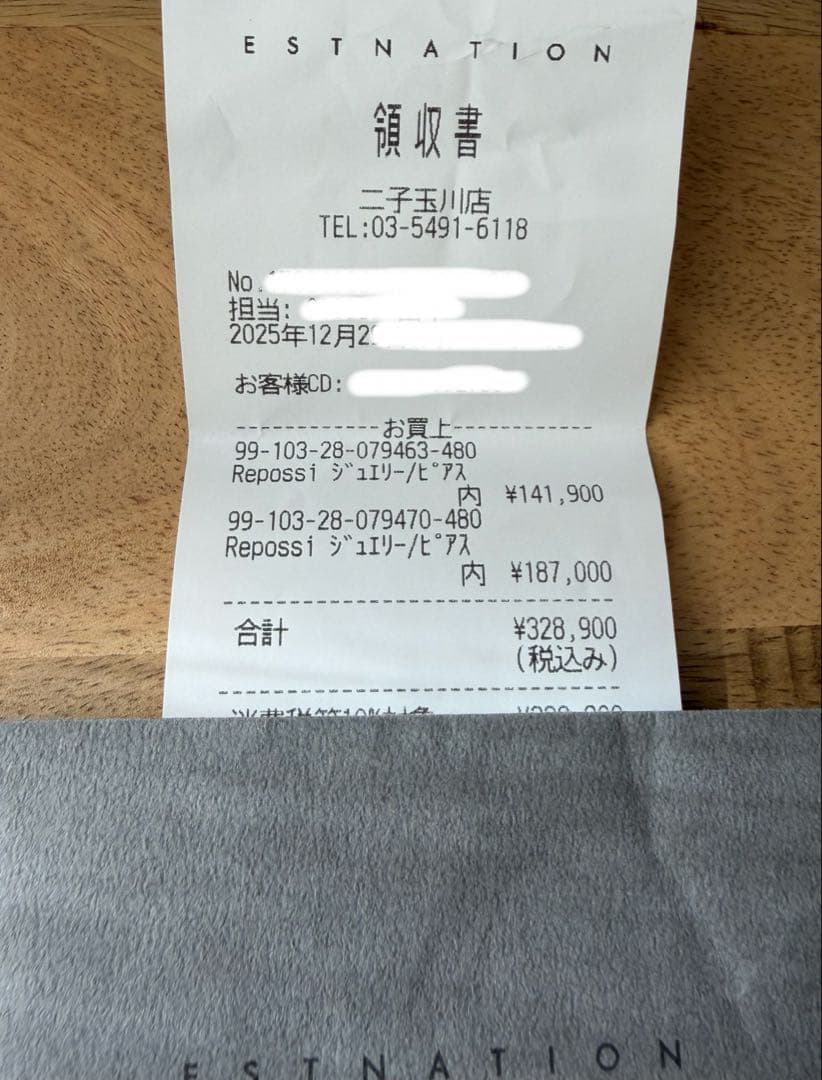 ESTNATION
領収書
二子玉川店
TEL:03-5491-6118
No.
担当:
2025年12月2
お客様CD:
------------お買上------------
99-103-28-079463-480
Repossi ｼﾞｭｴﾘｰ/ﾋﾟｱｽ
内 ¥141,900
99-103-28-079470-480
Repossi ｼﾞｭｴﾘｰ/ﾋﾟｱｽ
内 ¥187,000
合計 ¥328,900
(税込み)
ESTNATION